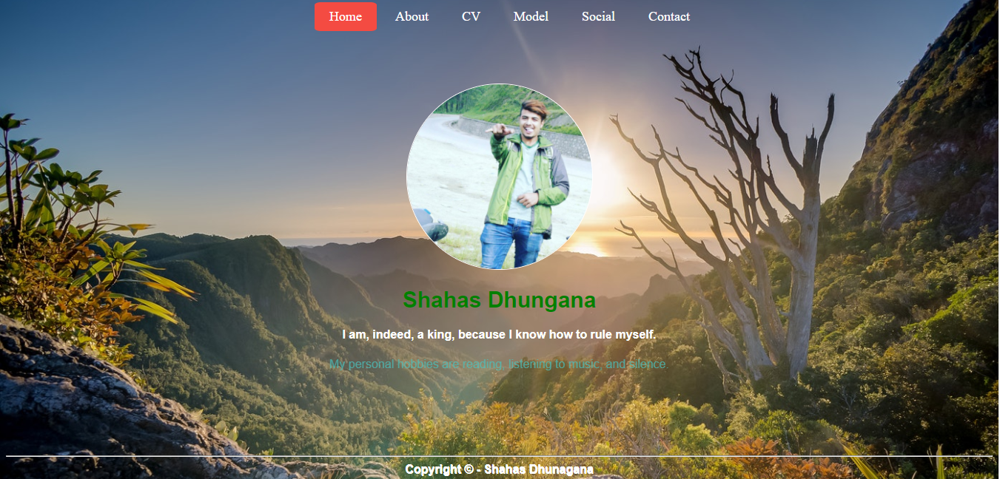 Home About CV Model Social Contact
Shahas Dhungana
I am, indeed, a king, because I know how to rule myself.
My personal hobbies are reading, listening to music, and silence.
Copyright © - Shahas Dhunagana